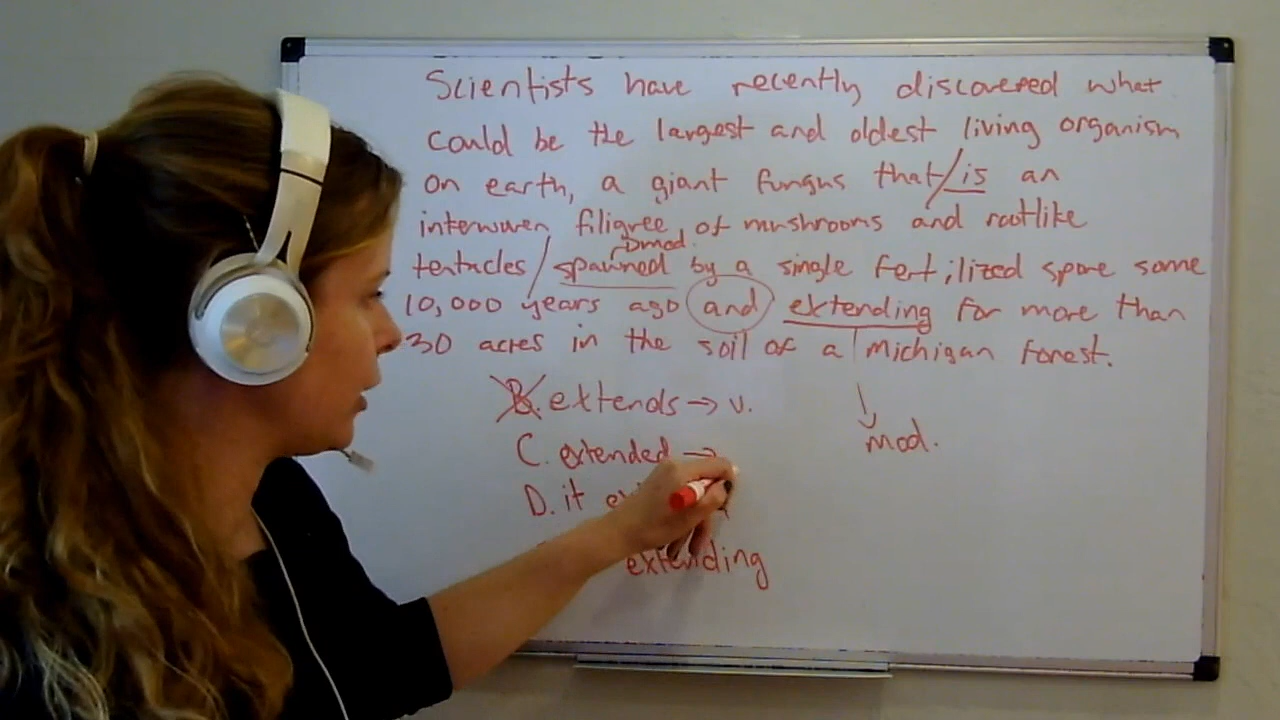 Scientists have recently discovered what
could be the largest and oldest living organism
on earth, a giant fungus that / is an
interwoven filigree of mushrooms and rootlike
mod.
tentacles / spawned by a single fertilized spore some
10,000 years ago and extending for more than
30 acres in the soil of a michigan forest.
B. extends → v.
mod.
C. extended →
D. it
extending